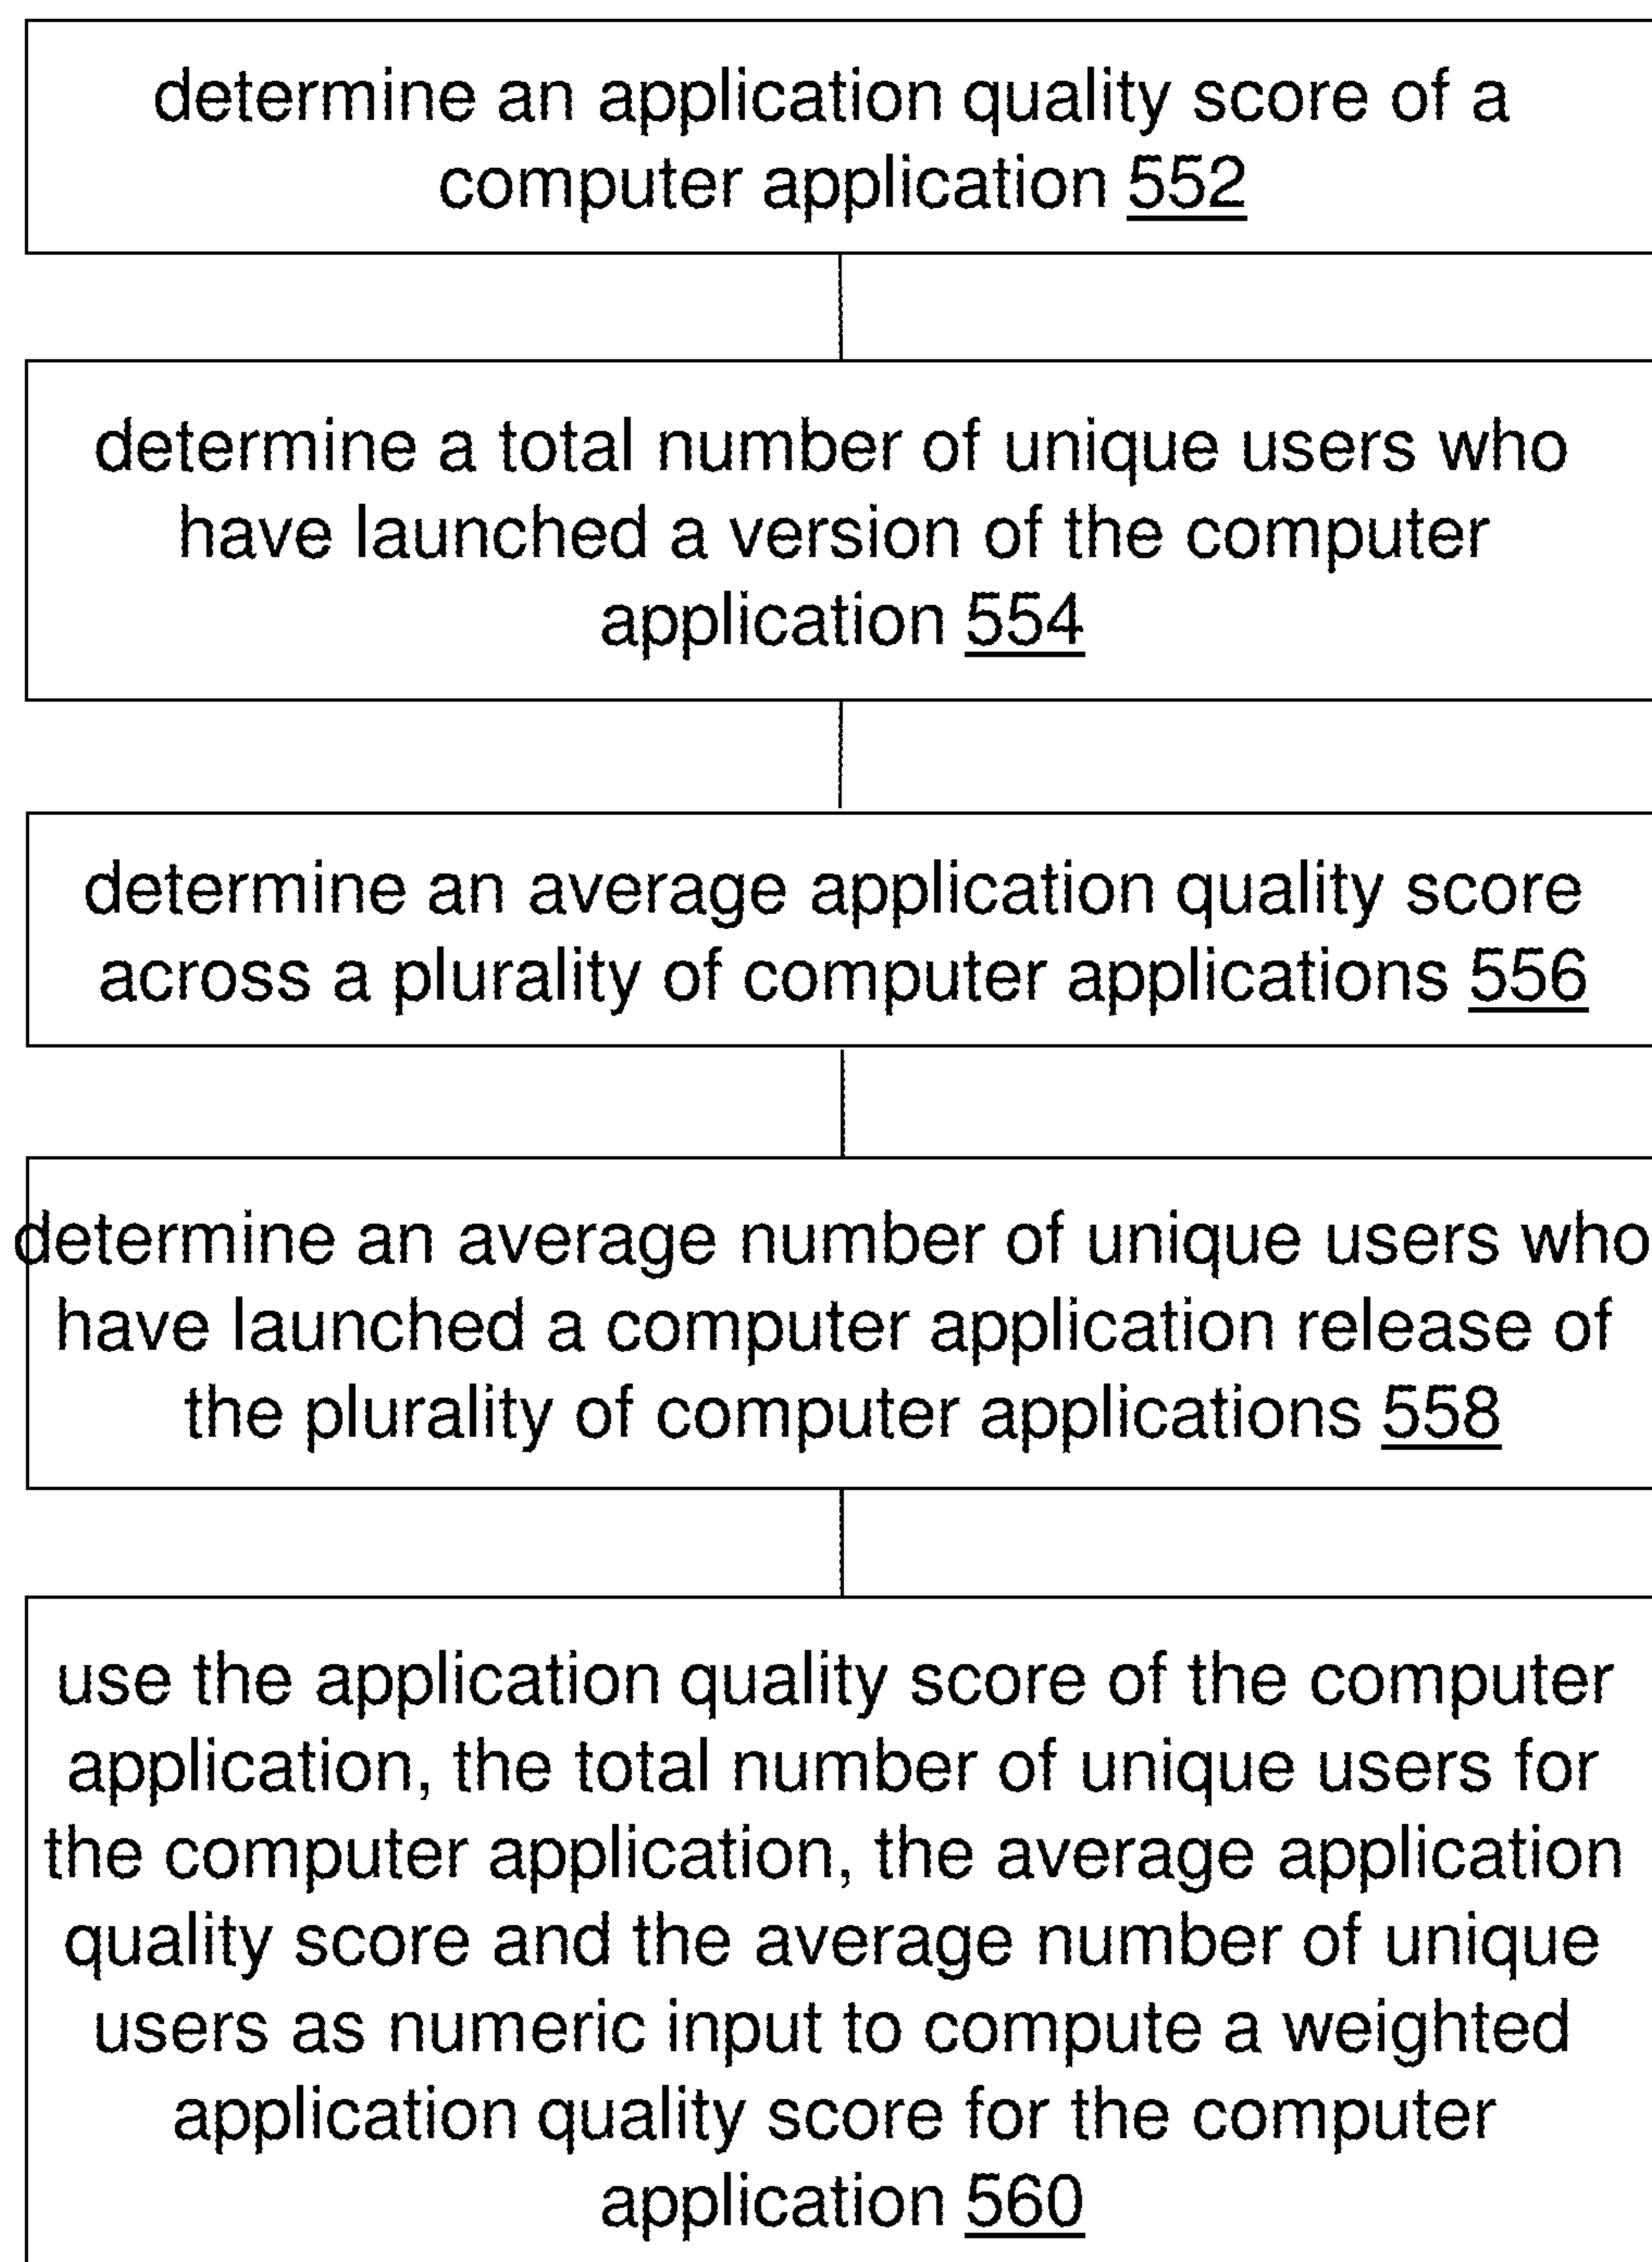 determine an application quality score of a
computer application 552
determine a total number of unique users who
have launched a version of the computer
application 554
determine an average application quality score
across a plurality of computer applications 556
determine an average number of unique users who
have launched a computer application release of
the plurality of computer applications 558
use the application quality score of the computer
application, the total number of unique users for
the computer application, the average application
quality score and the average number of unique
users as numeric input to compute a weighted
application quality score for the computer
application 560